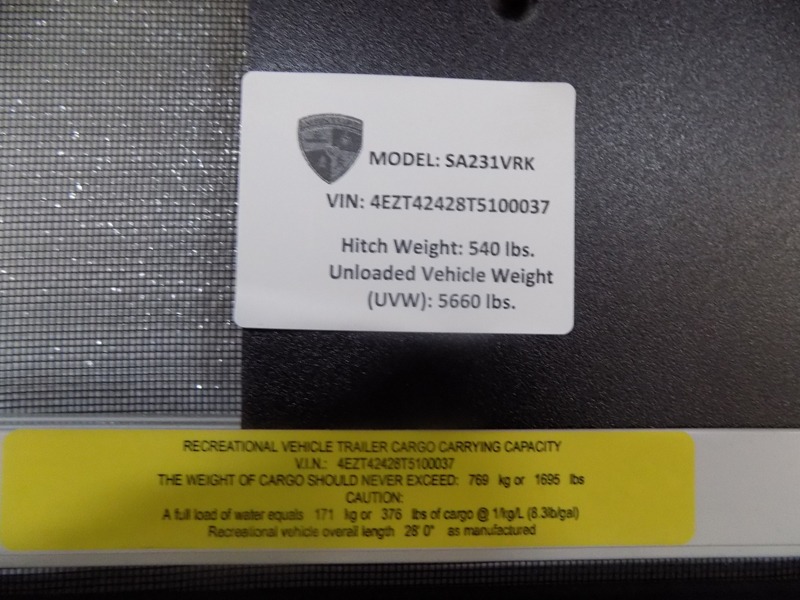 MODEL: SA231VRK
VIN: 4EZT42428T5100037
Hitch Weight: 540 lbs.
Unloaded Vehicle Weight
(UVW): 5660 lbs.
RECREATIONAL VEHICLE TRAILER CARGO CARRYING CAPACITY
V.I.N.: 4EZT42428T5100037
THE WEIGHT OF CARGO SHOULD NEVER EXCEED: 769 kg or 1695 lbs
CAUTION:
A full load of water equals 171 kg or 376 lbs of cargo @ 1/kg/L (8.3lb/gal)
Recreational vehicle overall length 28' 0" as manufactured